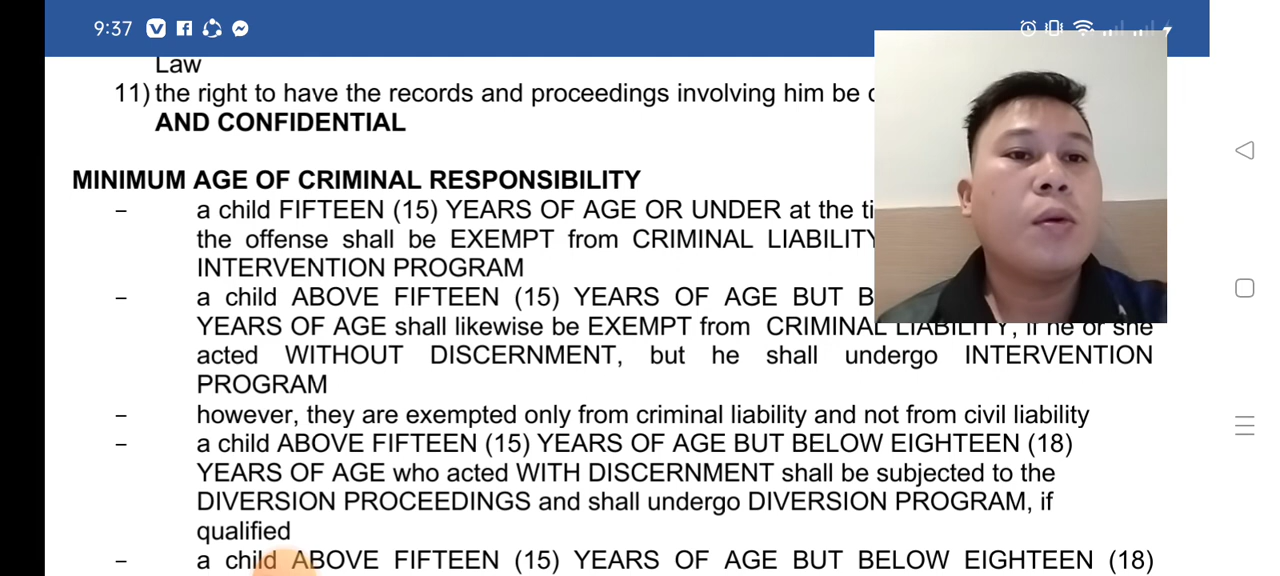 9:37
Law
11) the right to have the records and proceedings involving him be
AND CONFIDENTIAL
MINIMUM AGE OF CRIMINAL RESPONSIBILITY
– a child FIFTEEN (15) YEARS OF AGE OR UNDER at the
the offense shall be EXEMPT from CRIMINAL LIABILITY
INTERVENTION PROGRAM
– a child ABOVE FIFTEEN (15) YEARS OF AGE BUT
YEARS OF AGE shall likewise be EXEMPT from CRIMINAL LIABILITY, if he or she
acted WITHOUT DISCERNMENT, but he shall undergo INTERVENTION
PROGRAM
– however, they are exempted only from criminal liability and not from civil liability
– a child ABOVE FIFTEEN (15) YEARS OF AGE BUT BELOW EIGHTEEN (18)
YEARS OF AGE who acted WITH DISCERNMENT shall be subjected to the
DIVERSION PROCEEDINGS and shall undergo DIVERSION PROGRAM, if
qualified
– a child ABOVE FIFTEEN (15) YEARS OF AGE BUT BELOW EIGHTEEN (18)